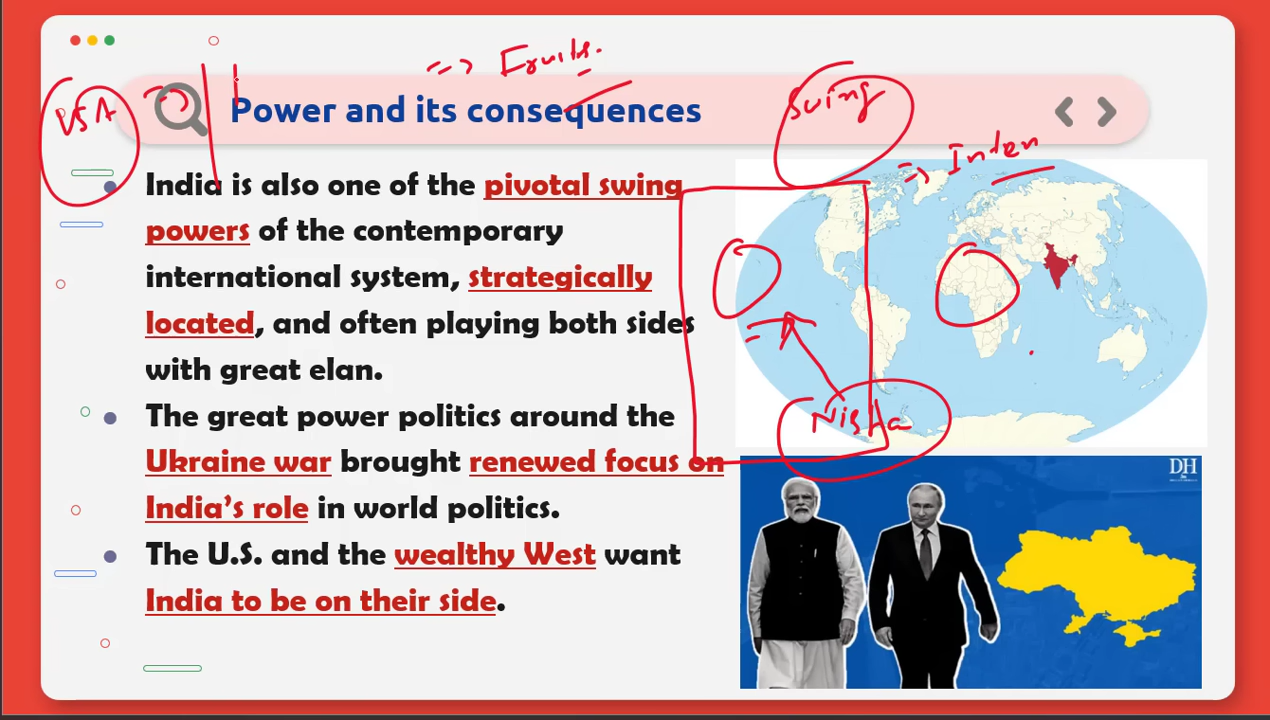 => Fruits.
USA =>
Power and its consequences
Swing
=> Inten
India is also one of the pivotal swing
powers of the contemporary
international system, strategically
located, and often playing both sides
with great elan.
The great power politics around the
Ukraine war brought renewed focus on
India's role in world politics.
The U.S. and the wealthy West want
India to be on their side.
Nisha
DH